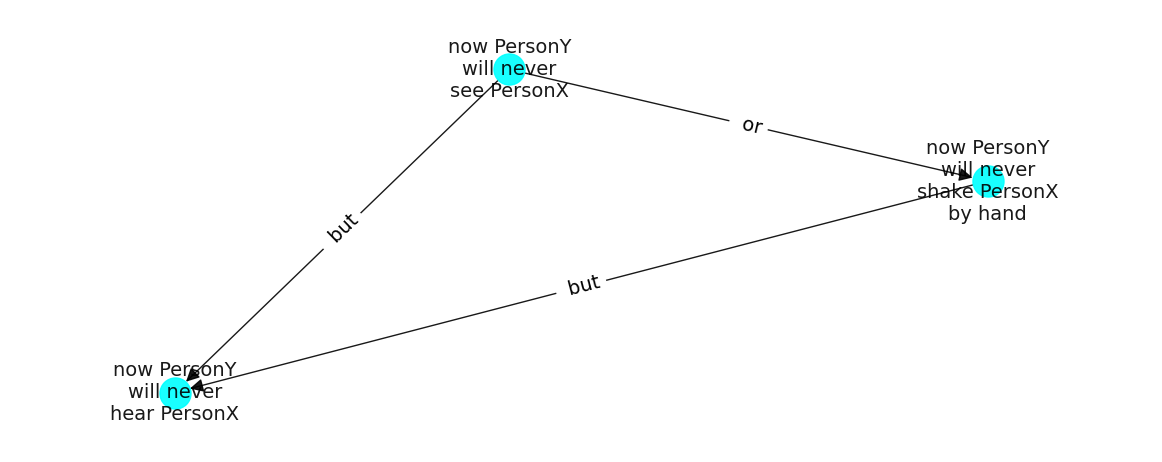 now PersonY
will never
see PersonX
or
now PersonY
will never
shake PersonX
by hand
but
but
now PersonY
will never
hear PersonX